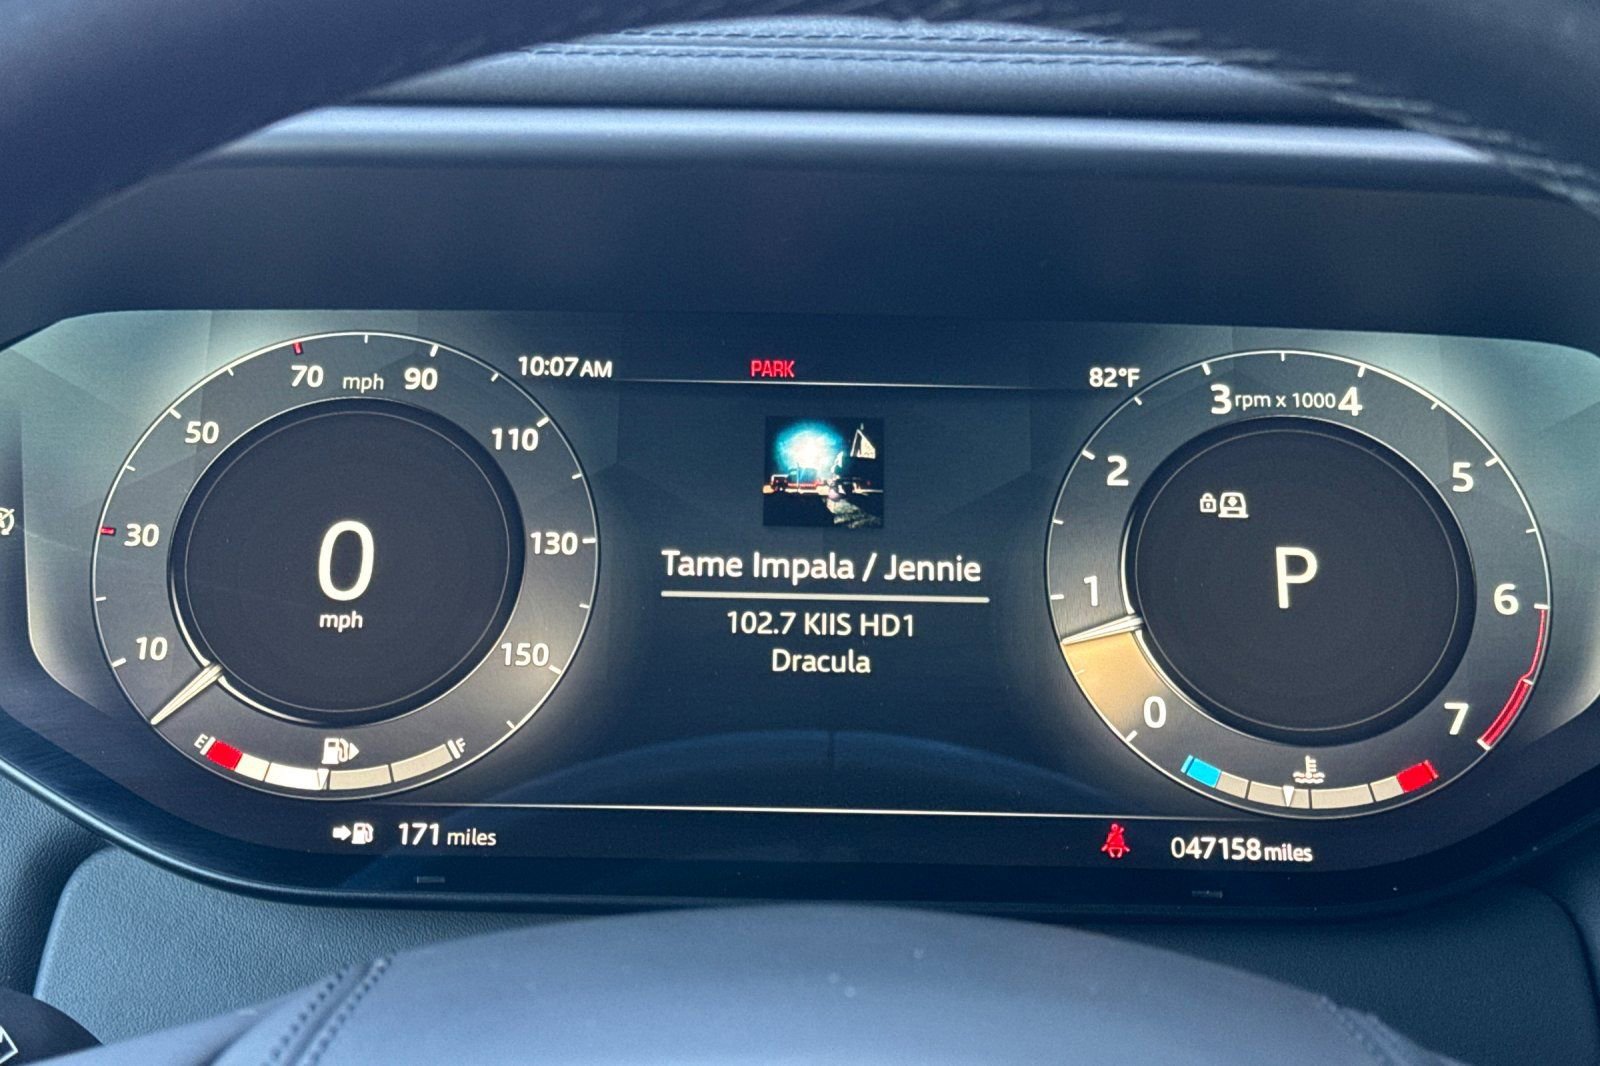 10:07AM
PARK
82°F
10
30
50
70
mph
90
110
130
150
0
mph
E
F
Tame Impala / Jennie
102.7 KIIS HD1
Dracula
0
1
2
3
rpm x 1000
4
5
6
7
P
171 miles
047158 miles